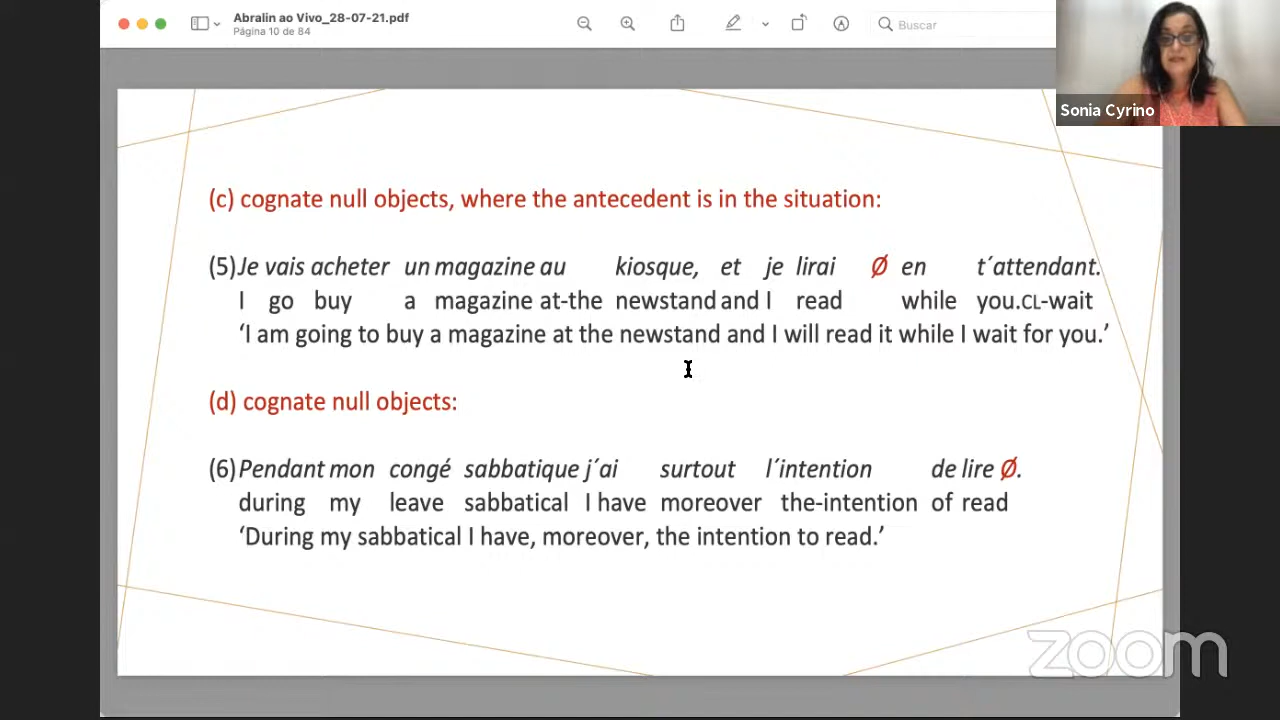 Abralin ao Vivo_28-07-21.pdf
Página 10 de 84
Buscar
Sonia Cyrino
(c) cognate null objects, where the antecedent is in the situation:
(5)Je vais acheter un magazine au kiosque, et je lirai Ø en t´attendant.
I go buy a magazine at-the newstand and I read while you.CL-wait
‘I am going to buy a magazine at the newstand and I will read it while I wait for you.’
(d) cognate null objects:
(6)Pendant mon congé sabbatique j´ai surtout l´intention de lire Ø.
during my leave sabbatical I have moreover the-intention of read
‘During my sabbatical I have, moreover, the intention to read.’
zoom